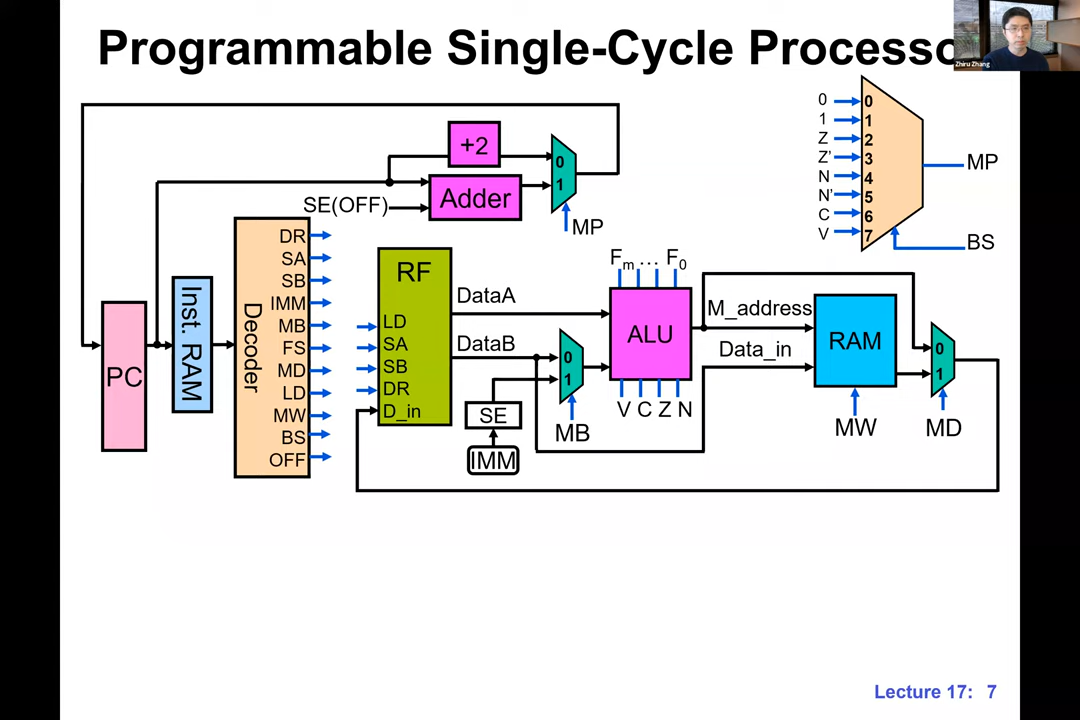 Programmable Single-Cycle Processo
Zhiru Zhang
+2
Adder
SE(OFF)
0
1
MP
0
1
Z
Z'
N
N'
C
V
0
1
2
3
4
5
6
7
MP
BS
PC
Inst. RAM
Decoder
DR
SA
SB
IMM
MB
FS
MD
LD
MW
BS
OFF
RF
LD
SA
SB
DR
D_in
DataA
DataB
SE
IMM
0
1
MB
Fm ... F0
ALU
V C Z N
M_address
Data_in
RAM
MW
0
1
MD
Lecture 17: 7